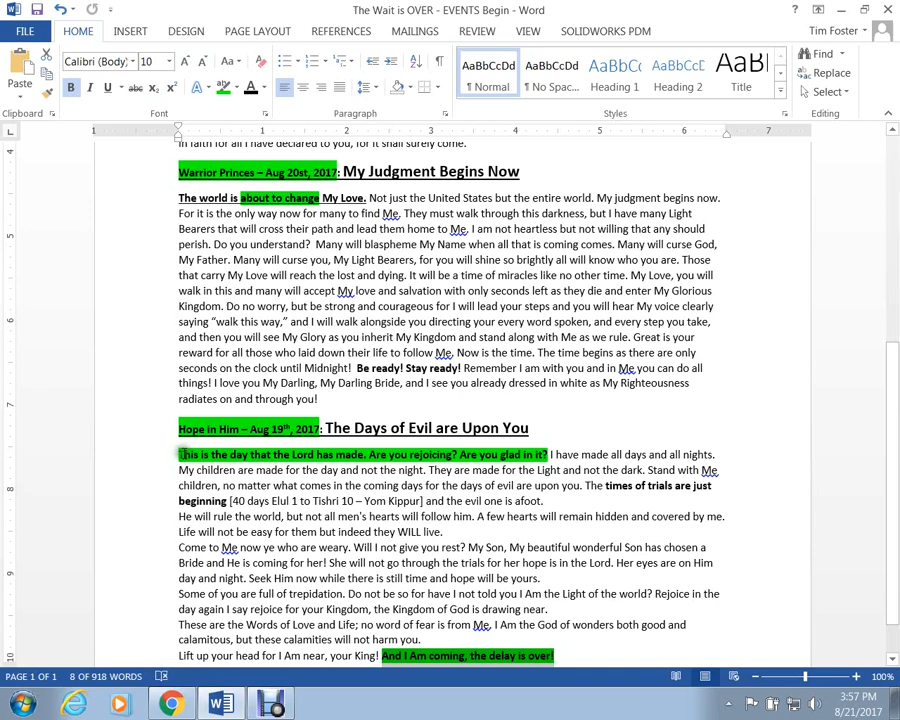 The Wait is OVER - EVENTS Begin - Word
FILE HOME INSERT DESIGN PAGE LAYOUT REFERENCES MAILINGS REVIEW VIEW SOLIDWORKS PDM Tim Foster
Paste
Calibri (Body) 10
AaBbCcDd AaBbCcDd AaBbCc AaBbCcC AaB
¶ Normal ¶ No Spac... Heading 1 Heading 2 Title
Find
Replace
Select
Clipboard Font Paragraph Styles Editing
1 1 2 3 4 5 6 7
in faith for all I have declared to you, for it shall surely come.
Warrior Princes – Aug 20st, 2017: My Judgment Begins Now
The world is about to change My Love. Not just the United States but the entire world. My judgment begins now.
For it is the only way now for many to find Me. They must walk through this darkness, but I have many Light
Bearers that will cross their path and lead them home to Me. I am not heartless but not willing that any should
perish. Do you understand?  Many will blaspheme My Name when all that is coming comes. Many will curse God,
My Father. Many will curse you, My Light Bearers, for you will shine so brightly all will know who you are. Those
that carry My Love will reach the lost and dying. It will be a time of miracles like no other time. My Love, you will
walk in this and many will accept My love and salvation with only seconds left as they die and enter My Glorious
Kingdom. Do no worry, but be strong and courageous for I will lead your steps and you will hear My voice clearly
saying “walk this way,” and I will walk alongside you directing your every word spoken, and every step you take,
and then you will see My Glory as you inherit My Kingdom and stand along with Me as we rule. Great is your
reward for all those who laid down their life to follow Me. Now is the time. The time begins as there are only
seconds on the clock until Midnight!  Be ready! Stay ready! Remember I am with you and in Me you can do all
things! I love you My Darling, My Darling Bride, and I see you already dressed in white as My Righteousness
radiates on and through you!
Hope in Him – Aug 19th, 2017: The Days of Evil are Upon You
This is the day that the Lord has made. Are you rejoicing? Are you glad in it? I have made all days and all nights.
My children are made for the day and not the night. They are made for the Light and not the dark. Stand with Me
children, no matter what comes in the coming days for the days of evil are upon you. The times of trials are just
beginning [40 days Elul 1 to Tishri 10 – Yom Kippur] and the evil one is afoot.
He will rule the world, but not all men's hearts will follow him. A few hearts will remain hidden and covered by me.
Life will not be easy for them but indeed they WILL live.
Come to Me now ye who are weary. Will I not give you rest? My Son, My beautiful wonderful Son has chosen a
Bride and He is coming for her! She will not go through the trials for her hope is in the Lord. Her eyes are on Him
day and night. Seek Him now while there is still time and hope will be yours.
Some of you are full of trepidation. Do not be so for have I not told you I Am the Light of the world? Rejoice in the
day again I say rejoice for your Kingdom, the Kingdom of God is drawing near.
These are the Words of Love and Life; no word of fear is from Me. I Am the God of wonders both good and
calamitous, but these calamities will not harm you.
Lift up your head for I Am near, your King! And I Am coming, the delay is over!
PAGE 1 OF 1 8 OF 918 WORDS 100%
3:57 PM
8/21/2017